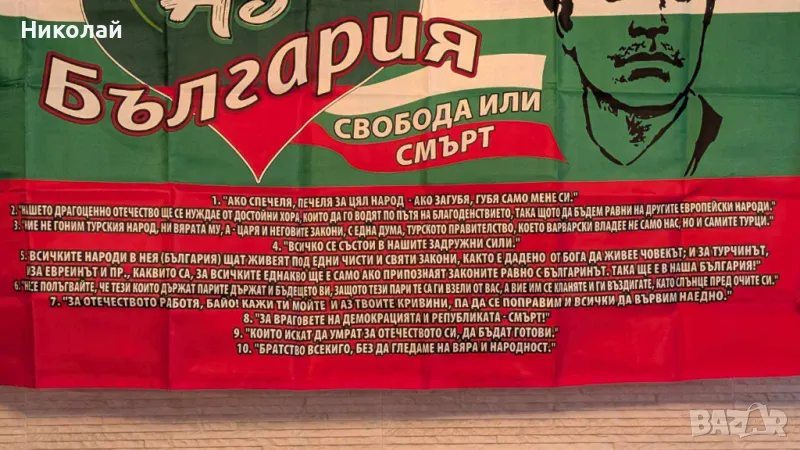 Николай
Аз
България
СВОБОДА ИЛИ
СМЪРТ
1. "АКО СПЕЧЕЛЯ, ПЕЧЕЛЯ ЗА ЦЯЛ НАРОД - АКО ЗАГУБЯ, ГУБЯ САМО МЕНЕ СИ."
2. "НАШЕТО ДРАГОЦЕННО ОТЕЧЕСТВО ЩЕ СЕ НУЖДАЕ ОТ ДОСТОЙНИ ХОРА, КОИТО ДА ГО ВОДЯТ ПО ПЪТЯ НА БЛАГОДЕНСТВИЕТО, ТАКА ЩОТО ДА БЪДЕМ РАВНИ НА ДРУГИТЕ ЕВРОПЕЙСКИ НАРОДИ."
3. "НИЕ НЕ ГОНИМ ТУРСКИЯ НАРОД, НИ ВЯРАТА МУ, А - ЦАРЯ И НЕГОВИТЕ ЗАКОНИ, С ЕДНА ДУМА, ТУРСКОТО ПРАВИТЕЛСТВО, КОЕТО ВАРВАРСКИ ВЛАДЕЕ НЕ САМО НАС, НО И САМИТЕ ТУРЦИ."
4. "ВСИЧКО СЕ СЪСТОИ В НАШИТЕ ЗАДРУЖНИ СИЛИ."
5. ВСИЧКИТЕ НАРОДИ В НЕЯ (БЪЛГАРИЯ) ЩАТ ЖИВЕЯТ ПОД ЕДНИ ЧИСТИ И СВЯТИ ЗАКОНИ, КАКТО Е ДАДЕНО ОТ БОГА ДА ЖИВЕЕ ЧОВЕКЪТ; И ЗА ТУРЧИНЪТ,
И ЗА ЕВРЕИНЪТ И ПР., КАКВИТО СА, ЗА ВСИЧКИТЕ ЕДНАКВО ЩЕ Е САМО АКО ПРИПОЗНАЯТ ЗАКОНИТЕ РАВНО С БЪЛГАРИНЪТ. ТАКА ЩЕ Е В НАША БЪЛГАРИЯ!"
6. "НЕ СЕ ПОЛЪГВАЙТЕ, ЧЕ ТЕЗИ КОИТО ДЪРЖАТ ПАРИТЕ ДЪРЖАТ И БЪДЕЩЕТО ВИ, ЗАЩОТО ТЕЗИ ПАРИ ТЕ СА ГИ ВЗЕЛИ ОТ ВАС, А ВИЕ ИМ СЕ КЛАНЯТЕ И ГИ ВЪЗДИГАТЕ, КАТО СЛЪНЦЕ ПРЕД ОЧИТЕ СИ."
7. "ЗА ОТЕЧЕСТВОТО РАБОТЯ, БАЙО! КАЖИ ТИ МОЙТЕ И АЗ ТВОИТЕ КРИВИНИ, ПА ДА СЕ ПОПРАВИМ И ВСИЧКИ ДА ВЪРВИМ НАЕДНО."
8. "ЗА ВРАГОВЕТЕ НА ДЕМОКРАЦИЯТА И РЕПУБЛИКАТА - СМЪРТ!"
9. "КОИТО ИСКАТ ДА УМРАТ ЗА ОТЕЧЕСТВОТО СИ, ДА БЪДАТ ГОТОВИ."
10. "БРАТСТВО ВСЕКИГО, БЕЗ ДА ГЛЕДАМЕ НА ВЯРА И НАРОДНОСТ."
BAZAR